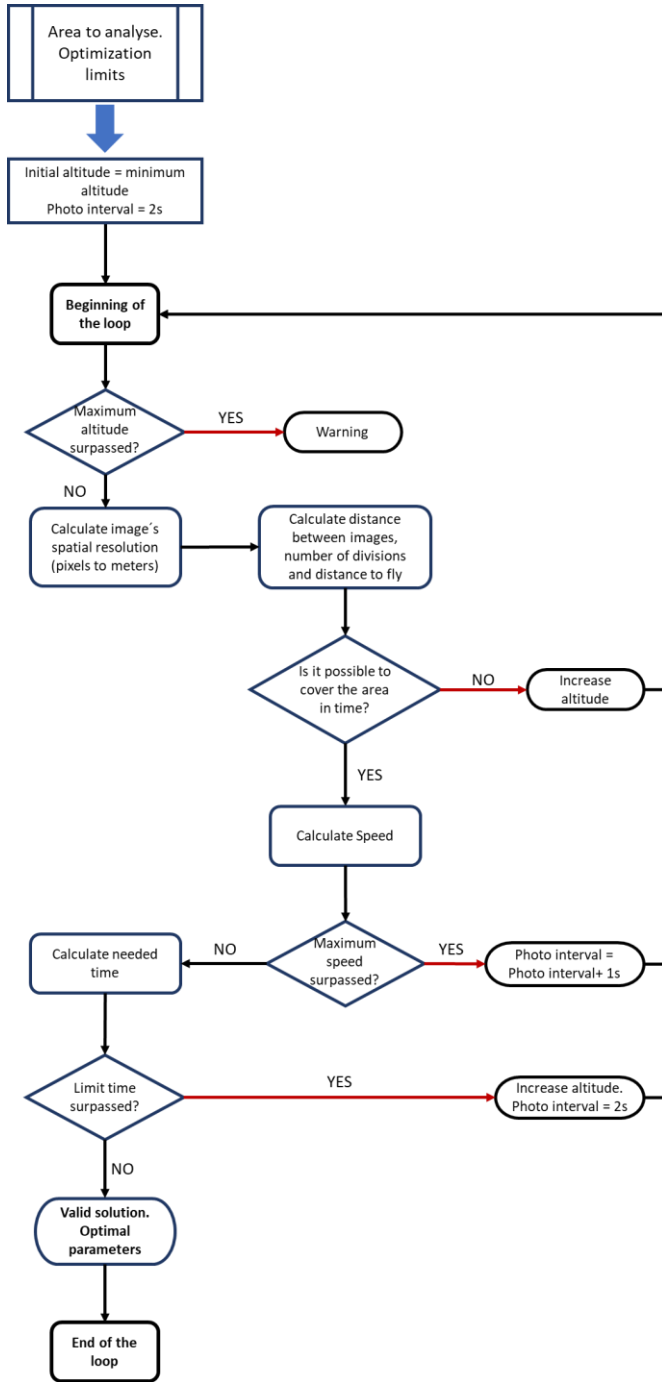 Area to analyse.
Optimization
limits
Initial altitude = minimum
altitude
Photo interval = 2s
Beginning of
the loop
Maximum
altitude
surpassed?
YES
Warning
NO
Calculate image´s
spatial resolution
(pixels to meters)
Calculate distance
between images,
number of divisions
and distance to fly
Is it possible to
cover the area
in time?
NO
Increase
altitude
YES
Calculate Speed
Maximum
speed
surpassed?
YES
Photo interval =
Photo interval+ 1s
NO
Calculate needed
time
Limit time
surpassed?
YES
Increase altitude.
Photo interval = 2s
NO
Valid solution.
Optimal
parameters
End of the
loop